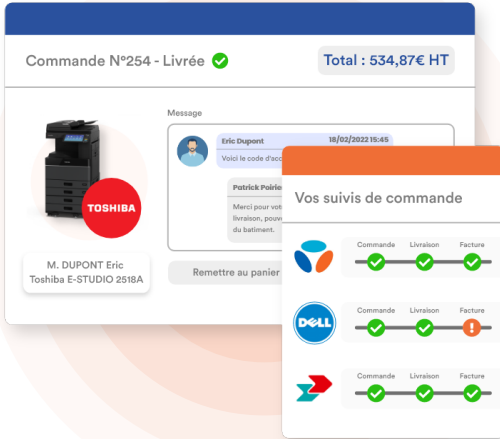 Commande N°254 - Livrée
Total : 534,87€ HT
Message
Eric Dupont 18/02/2022 15:45
Voici le code d'acc
Patrick Poirie
Merci pour vot
livraison, pouv
du batiment.
TOSHIBA
M. DUPONT Eric
Toshiba E-STUDIO 2518A
Remettre au panier
Vos suivis de commande
Commande Livraison Facture
DELL
Commande Livraison Facture
Commande Livraison Facture